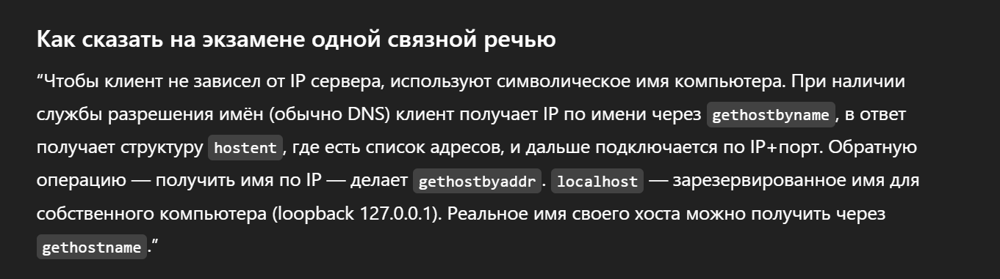 Как сказать на экзамене одной связной речью
“Чтобы клиент не зависел от IP сервера, используют символическое имя компьютера. При наличии
службы разрешения имён (обычно DNS) клиент получает IP по имени через gethostbyname, в ответ
получает структуру hostent, где есть список адресов, и дальше подключается по IP+порт. Обратную
операцию — получить имя по IP — делает gethostbyaddr. localhost — зарезервированное имя для
собственного компьютера (loopback 127.0.0.1). Реальное имя своего хоста можно получить через
gethostname.”